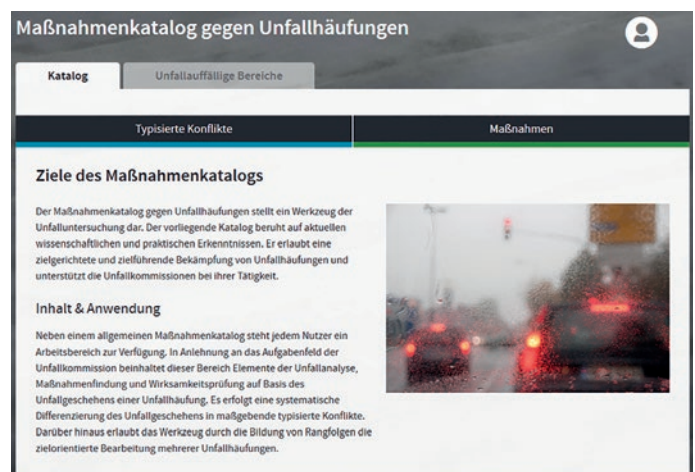 Maßnahmenkatalog gegen Unfallhäufungen
Katalog
Unfallauffällige Bereiche
Typisierte Konflikte
Maßnahmen
Ziele des Maßnahmenkatalogs
Der Maßnahmenkatalog gegen Unfallhäufungen stellt ein Werkzeug der
Unfalluntersuchung dar. Der vorliegende Katalog beruht auf aktuellen
wissenschaftlichen und praktischen Erkenntnissen. Er erlaubt eine
zielgerichtete und zielführende Bekämpfung von Unfallhäufungen und
unterstützt die Unfallkommissionen bei ihrer Tätigkeit.
Inhalt & Anwendung
Neben einem allgemeinen Maßnahmenkatalog steht jedem Nutzer ein
Arbeitsbereich zur Verfügung. In Anlehnung an das Aufgabenfeld der
Unfallkommission beinhaltet dieser Bereich Elemente der Unfallanalyse,
Maßnahmenfindung und Wirksamkeitsprüfung auf Basis des
Unfallgeschehens einer Unfallhäufung. Es erfolgt eine systematische
Differenzierung des Unfallgeschehens in maßgebende typisierte Konflikte.
Darüber hinaus erlaubt das Werkzeug durch die Bildung von Rangfolgen die
zielorientierte Bearbeitung mehrerer Unfallhäufungen.